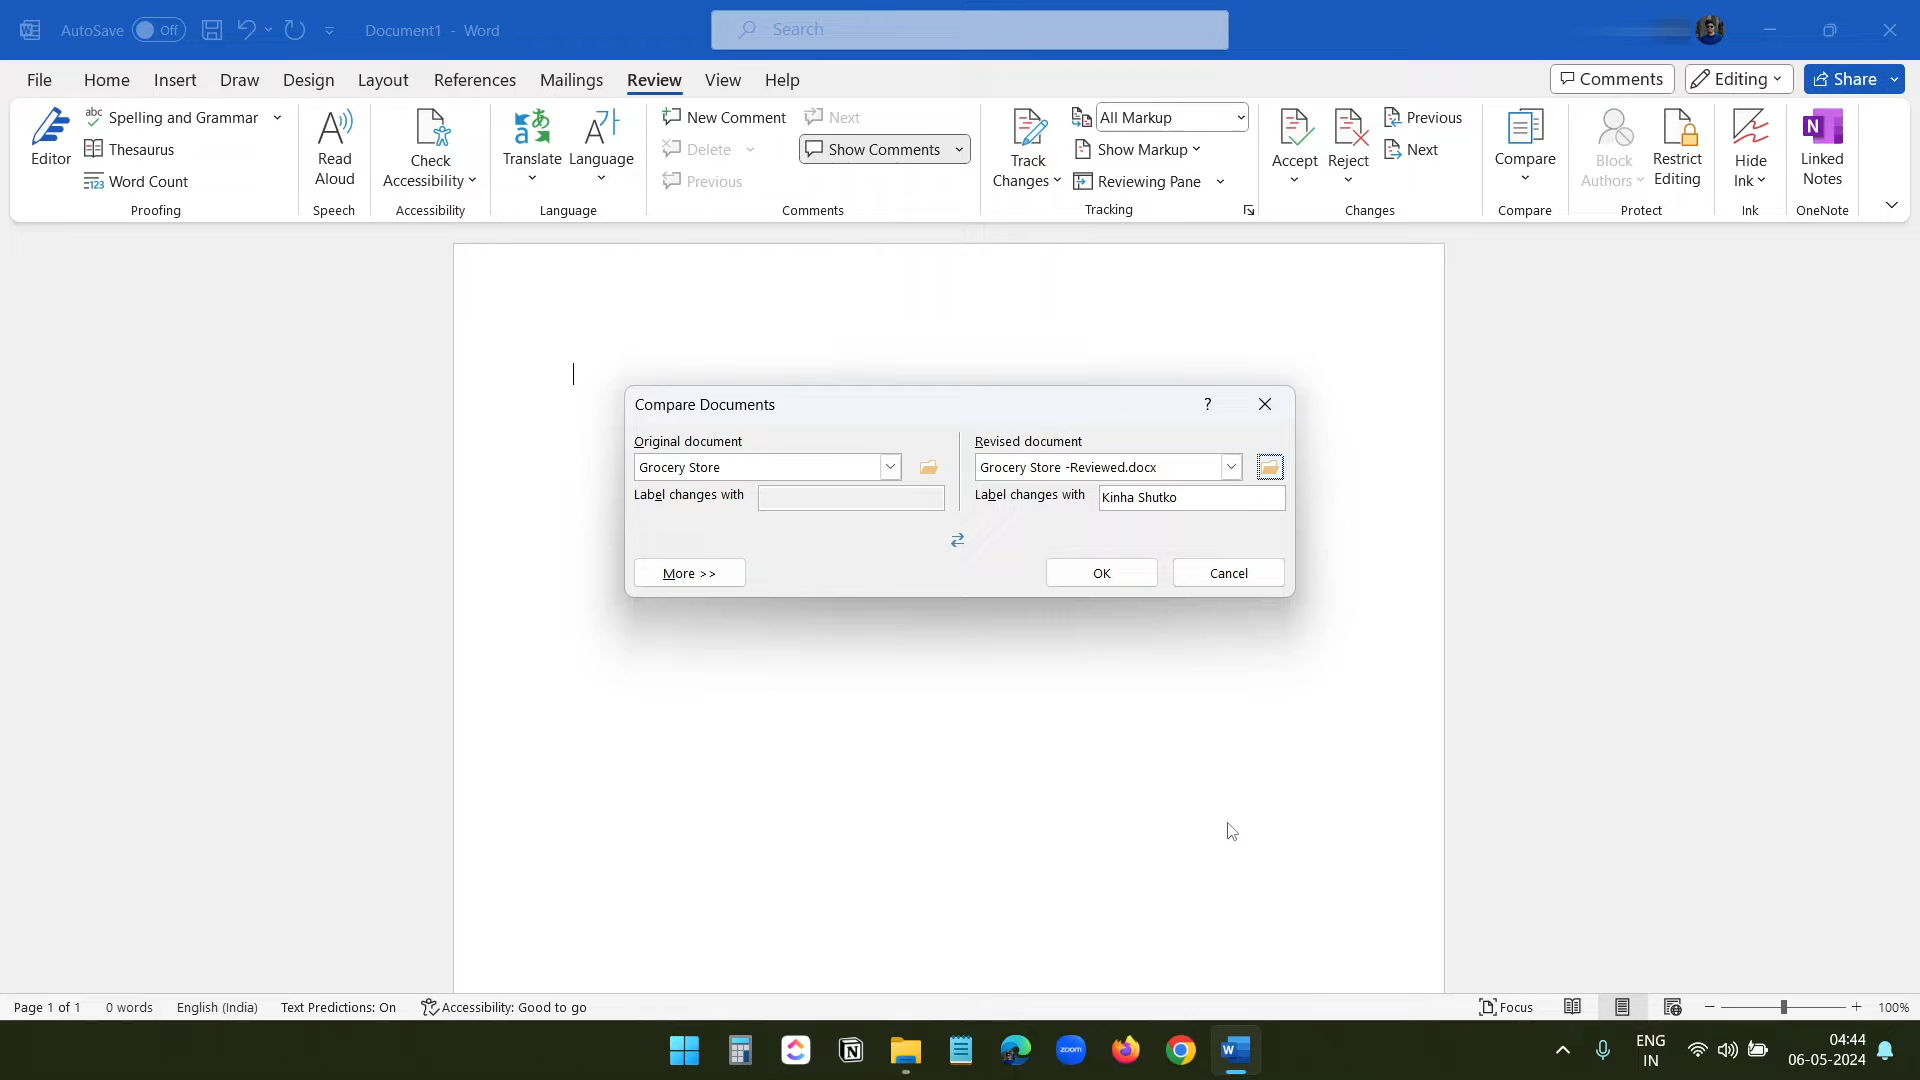 AutoSave Off Document1 - Word Search
File Home Insert Draw Design Layout References Mailings Review View Help Comments Editing Share
Editor
abc Spelling and Grammar
Thesaurus
123 Word Count
Proofing
Read
Aloud
Speech
Check
Accessibility
Accessibility
Translate
Language
Language
New Comment
Delete
Previous
Next
Show Comments
Comments
Track
Changes
All Markup
Show Markup
Reviewing Pane
Tracking
Accept
Reject
Previous
Next
Changes
Compare
Compare
Block
Authors
Restrict
Editing
Protect
Hide
Ink
Ink
Linked
Notes
OneNote
Compare Documents ?
Original document
Grocery Store
Label changes with
Revised document
Grocery Store -Reviewed.docx
Label changes with Kinha Shutko
More >> OK Cancel
Page 1 of 1 0 words English (India) Text Predictions: On Accessibility: Good to go Focus 100%
zoom
ENG
IN
04:44
06-05-2024